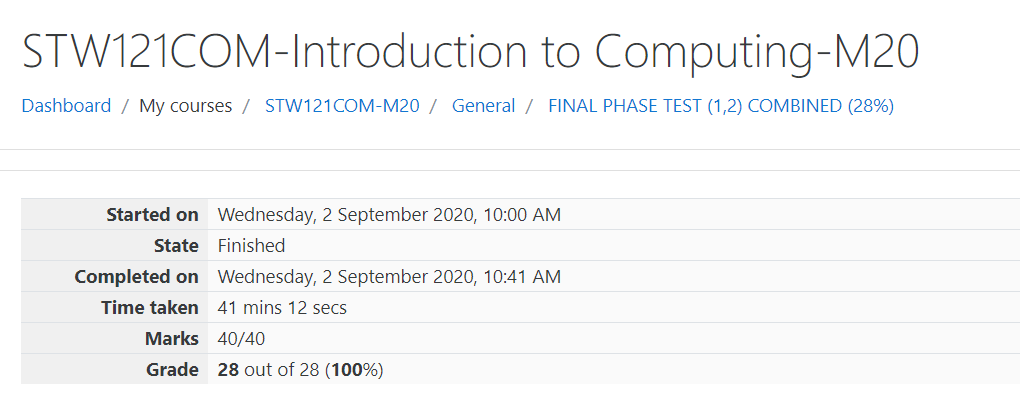 STW121COM-Introduction to Computing-M20
Dashboard / My courses / STW121COM-M20 / General / FINAL PHASE TEST (1,2) COMBINED (28%)
Started on Wednesday, 2 September 2020, 10:00 AM
State Finished
Completed on Wednesday, 2 September 2020, 10:41 AM
Time taken 41 mins 12 secs
Marks 40/40
Grade 28 out of 28 (100%)